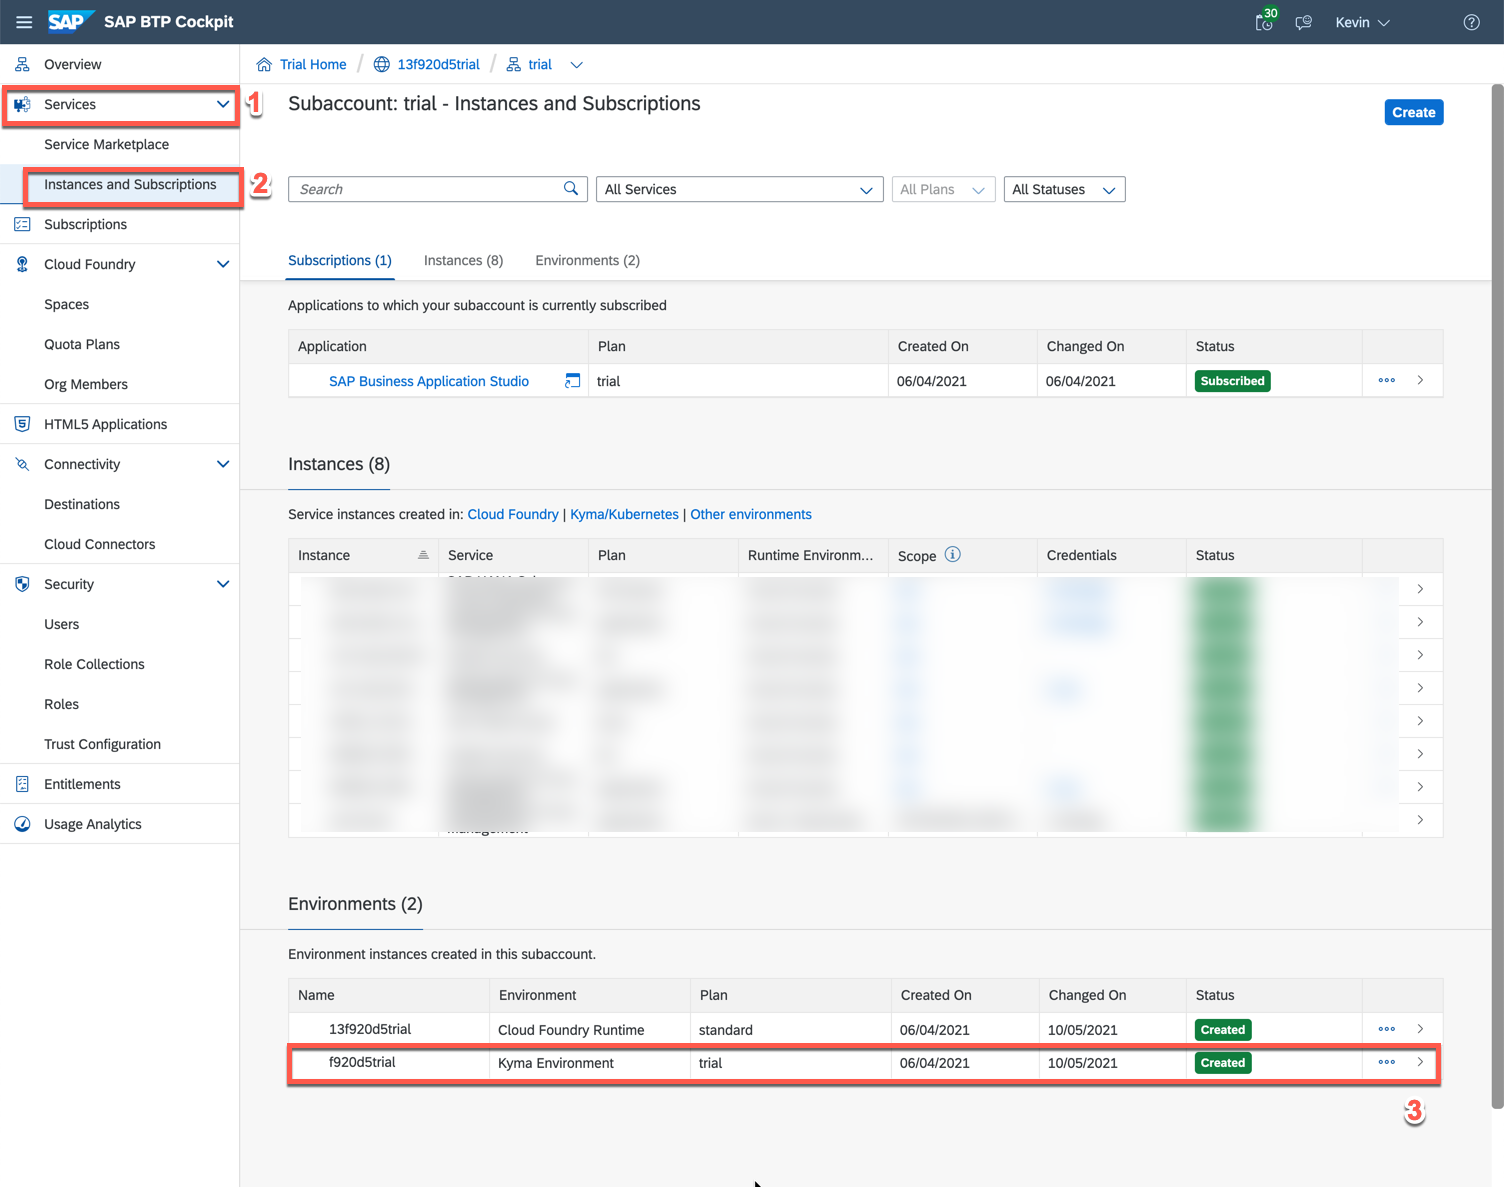 SAP SAP BTP Cockpit 30 Kevin
Overview
Services 1
Service Marketplace
Instances and Subscriptions 2
Subscriptions
Cloud Foundry
Spaces
Quota Plans
Org Members
HTML5 Applications
Connectivity
Destinations
Cloud Connectors
Security
Users
Role Collections
Roles
Trust Configuration
Entitlements
Usage Analytics
Trial Home / 13f920d5trial / trial
Subaccount: trial - Instances and Subscriptions
Create
Search All Services All Plans All Statuses
Subscriptions (1) Instances (8) Environments (2)
Applications to which your subaccount is currently subscribed
Application Plan Created On Changed On Status
SAP Business Application Studio trial 06/04/2021 06/04/2021 Subscribed
Instances (8)
Service instances created in: Cloud Foundry | Kyma/Kubernetes | Other environments
Instance Service Plan Runtime Environm... Scope Credentials Status
Environments (2)
Environment instances created in this subaccount.
Name Environment Plan Created On Changed On Status
13f920d5trial Cloud Foundry Runtime standard 06/04/2021 10/05/2021 Created
f920d5trial Kyma Environment trial 06/04/2021 10/05/2021 Created
3